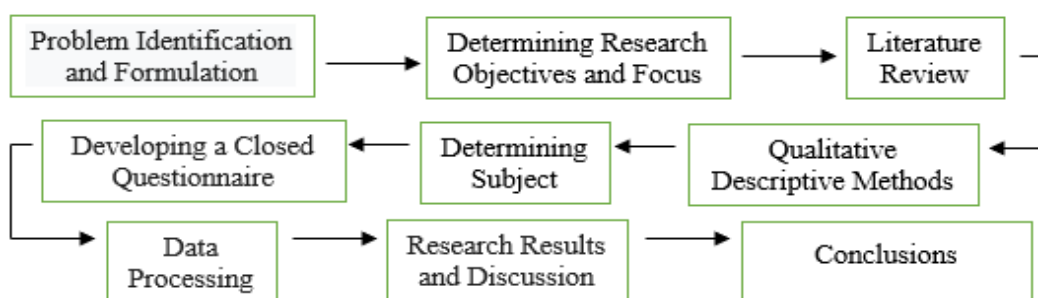 Problem Identification
and Formulation
Determining Research
Objectives and Focus
Literature
Review
Developing a Closed
Questionnaire
Determining
Subject
Qualitative
Descriptive Methods
Data
Processing
Research Results
and Discussion
Conclusions